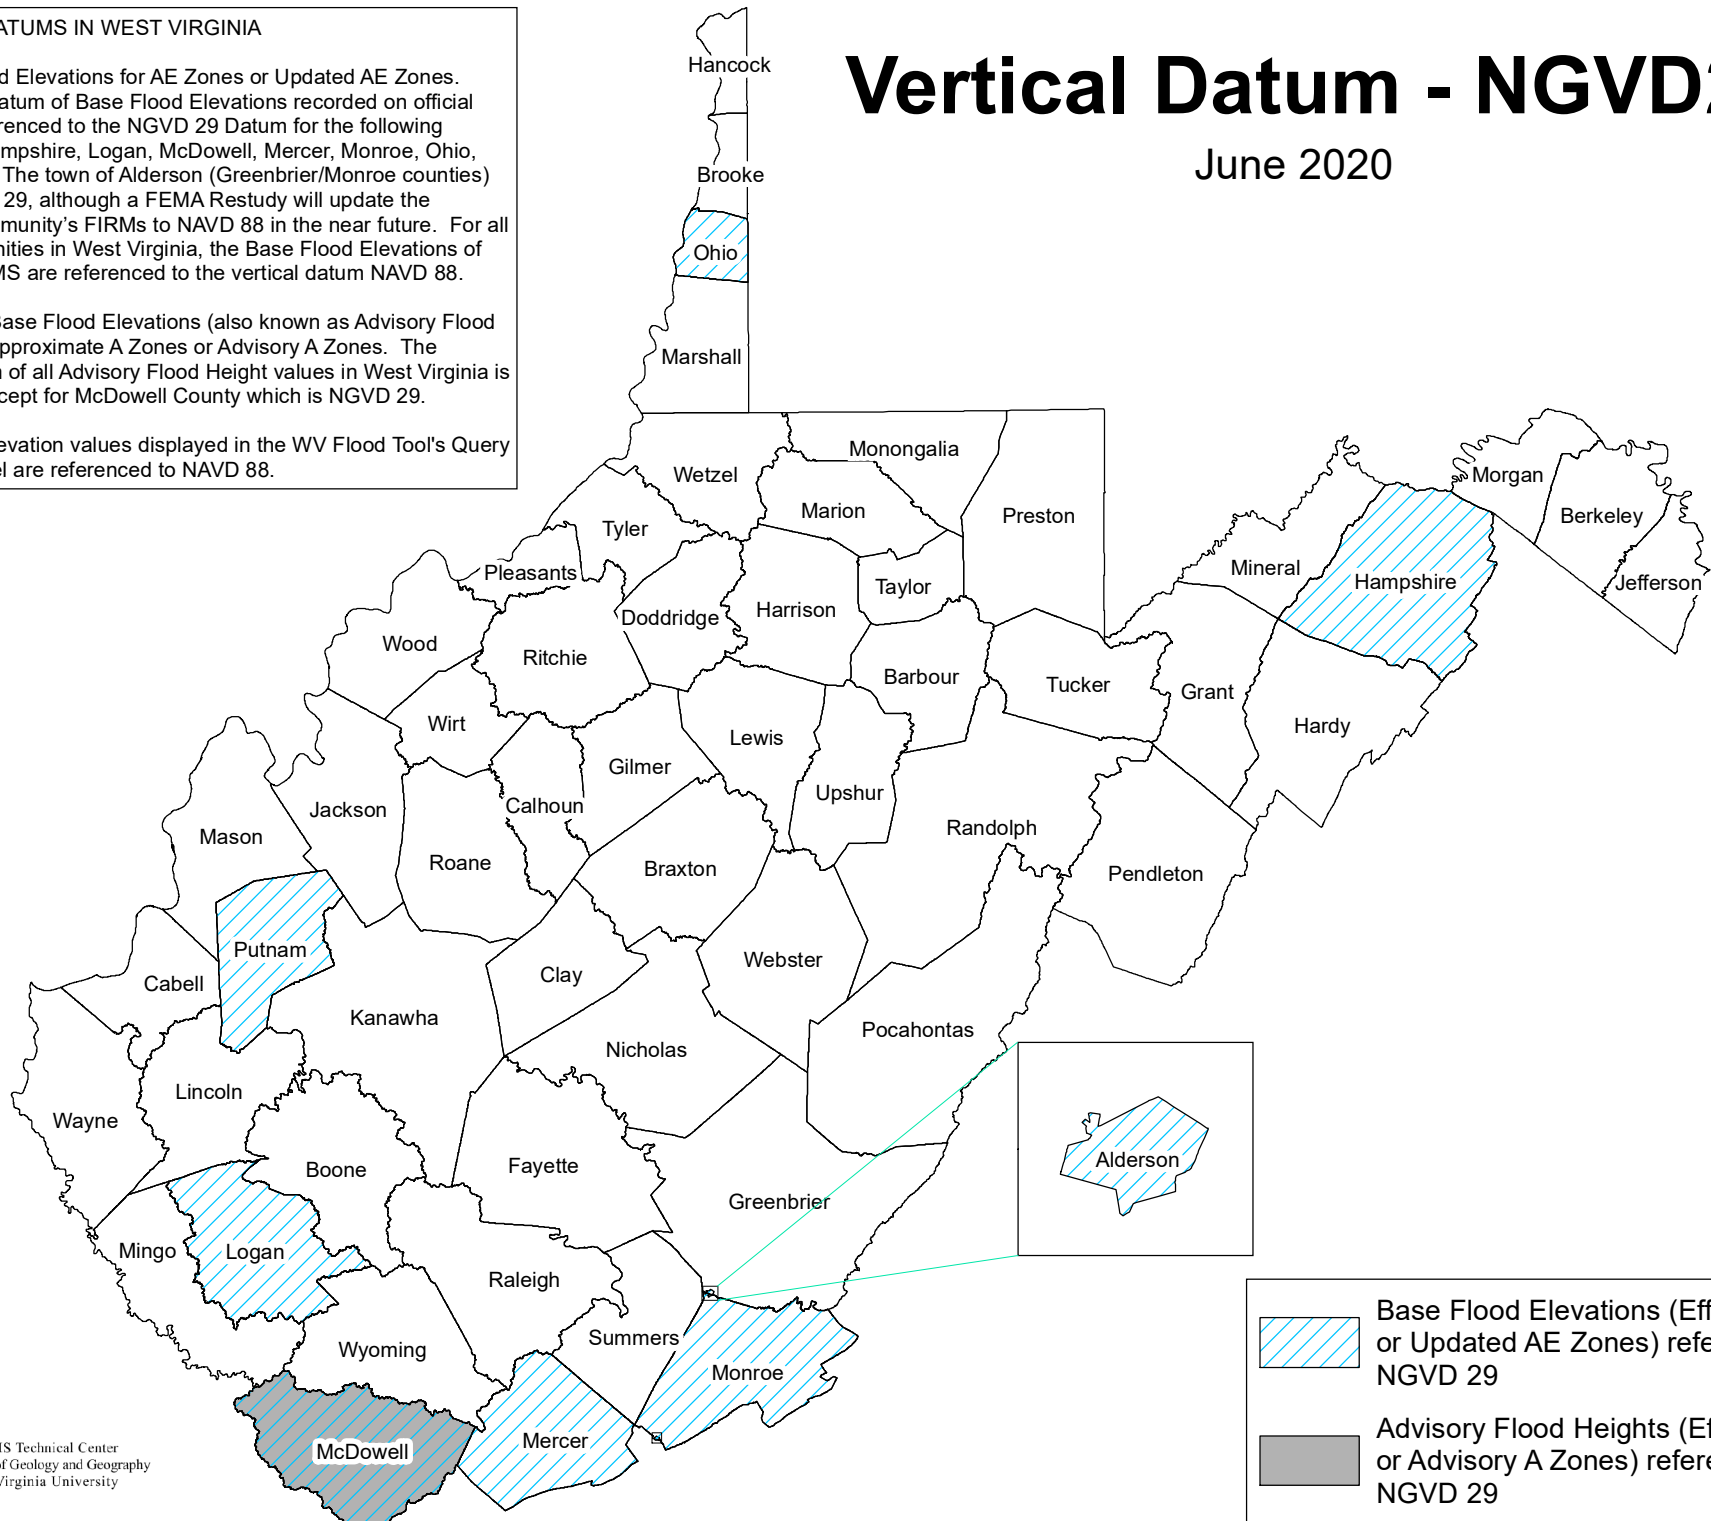 ATUMS IN WEST VIRGINIA
d Elevations for AE Zones or Updated AE Zones.
atum of Base Flood Elevations recorded on official
renced to the NGVD 29 Datum for the following
mpshire, Logan, McDowell, Mercer, Monroe, Ohio,
The town of Alderson (Greenbrier/Monroe counties)
29, although a FEMA Restudy will update the
munity’s FIRMs to NAVD 88 in the near future. For all
nities in West Virginia, the Base Flood Elevations of
MS are referenced to the vertical datum NAVD 88.
Base Flood Elevations (also known as Advisory Flood
pproximate A Zones or Advisory A Zones. The
n of all Advisory Flood Height values in West Virginia is
cept for McDowell County which is NGVD 29.
evation values displayed in the WV Flood Tool's Query
el are referenced to NAVD 88.
Vertical Datum - NGVD2
June 2020
Hancock
Brooke
Ohio
Marshall
Wetzel
Monongalia
Marion
Preston
Tyler
Pleasants
Doddridge
Harrison
Taylor
Mineral
Hampshire
Morgan
Berkeley
Jefferson
Wood
Ritchie
Barbour
Tucker
Grant
Hardy
Wirt
Lewis
Gilmer
Upshur
Calhoun
Jackson
Mason
Roane
Braxton
Randolph
Pendleton
Putnam
Cabell
Clay
Webster
Kanawha
Nicholas
Pocahontas
Lincoln
Wayne
Boone
Fayette
Greenbrier
Alderson
Mingo
Logan
Raleigh
Summers
Wyoming
Monroe
McDowell
Mercer
Base Flood Elevations (Eff
or Updated AE Zones) refe
NGVD 29
Advisory Flood Heights (Ef
or Advisory A Zones) refere
NGVD 29
IS Technical Center
of Geology and Geography
Virginia University